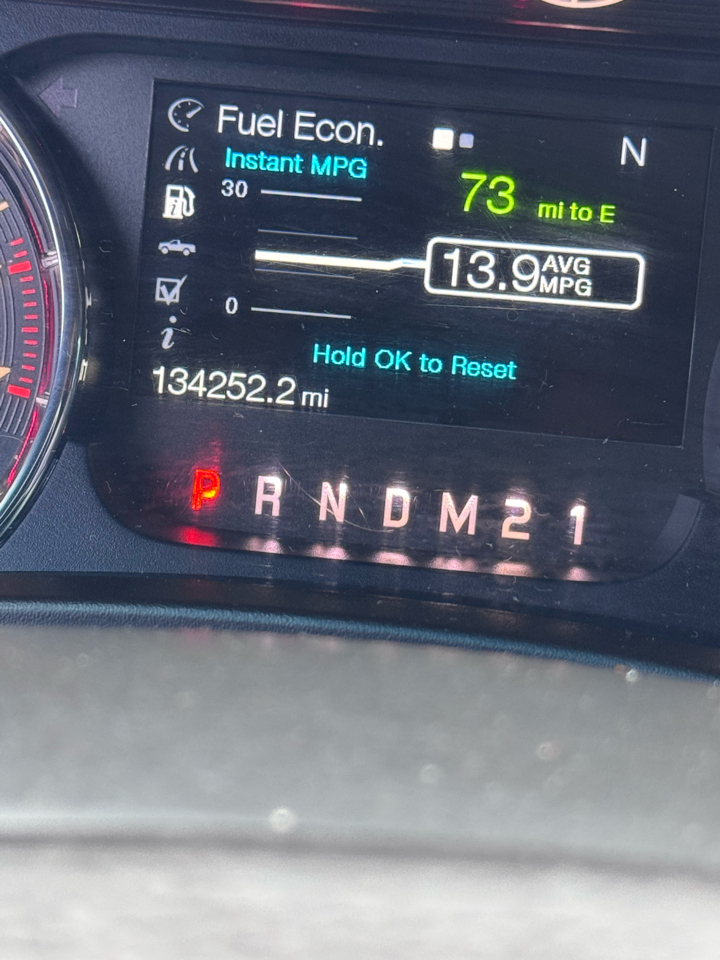 Fuel Econ.
N
Instant MPG
30
73 mi to E
13.9 AVG MPG
0
Hold OK to Reset
134252.2 mi
P R N D M 2 1